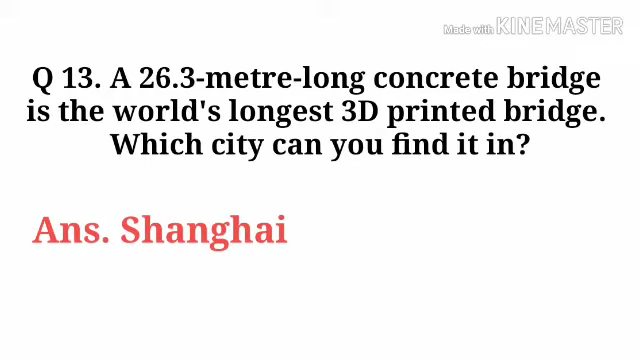 Made with KINEMASTER
Q 13. A 26.3-metre-long concrete bridge
is the world's longest 3D printed bridge.
Which city can you find it in?
Ans. Shanghai